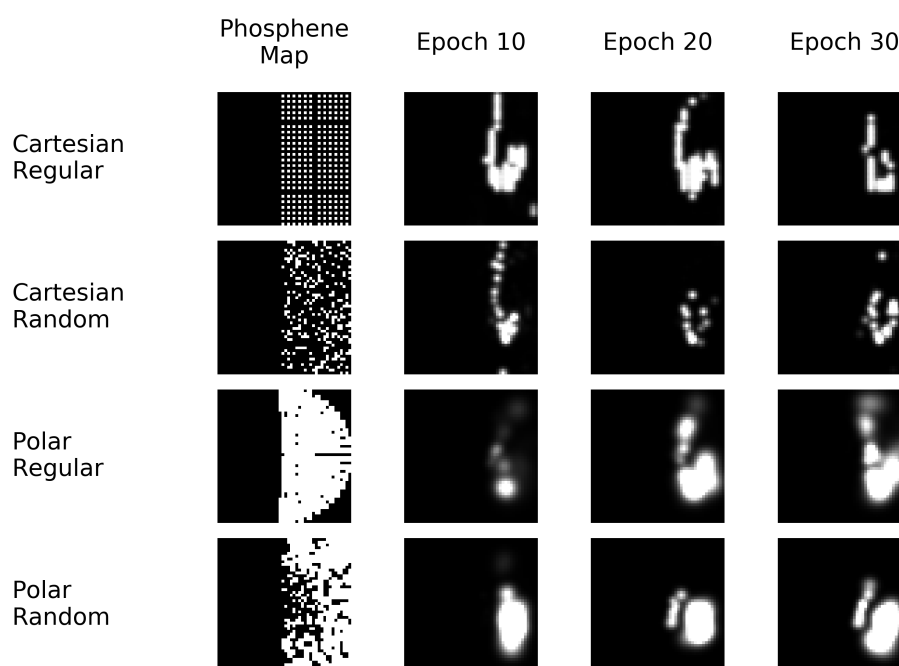 Phosphene
Map
Epoch 10
Epoch 20
Epoch 30
Cartesian
Regular
Cartesian
Random
Polar
Regular
Polar
Random